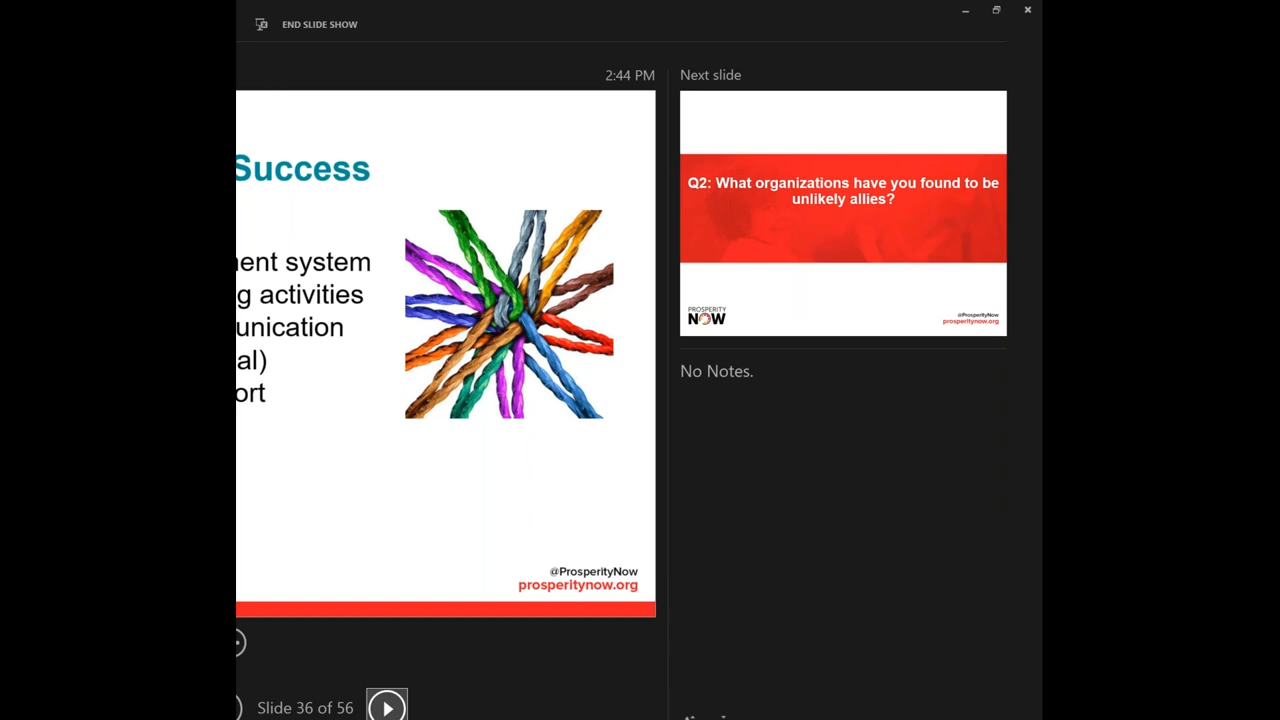 END SLIDE SHOW
2:44 PM
Success
ent system
g activities
unication
al)
ort
@ProsperityNow
prosperitynow.org
Slide 36 of 56
Next slide
Q2: What organizations have you found to be
unlikely allies?
PROSPERITY
NOW
@ProsperityNow
prosperitynow.org
No Notes.